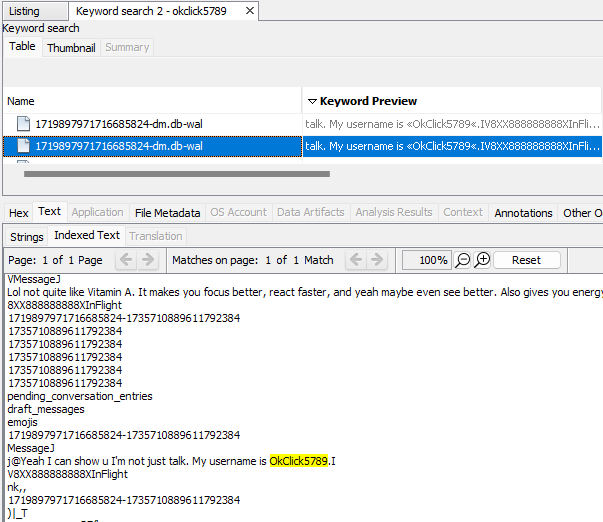 Listing
Keyword search 2 - okclick5789
Keyword search
Table Thumbnail Summary
Name Keyword Preview
1719897971716685824-dm.db-wal talk. My username is «OkClick5789«.IV8XX888888888XInFli...
1719897971716685824-dm.db-wal talk. My username is «OkClick5789«.IV8XX888888888XInFli...
Hex Text Application File Metadata OS Account Data Artifacts Analysis Results Context Annotations Other O
Strings Indexed Text Translation
Page: 1 of 1 Page Matches on page: 1 of 1 Match 100% Reset
VMessageJ
Lol not quite like Vitamin A. It makes you focus better, react faster, and yeah maybe even see better. Also gives you energy
8XX888888888XInFlight
1719897971716685824-1735710889611792384
1735710889611792384
1735710889611792384
1735710889611792384
1735710889611792384
pending_conversation_entries
draft_messages
emojis
1719897971716685824-1735710889611792384
MessageJ
j@Yeah I can show u I'm not just talk. My username is OkClick5789.I
V8XX888888888XInFlight
nk,,
1719897971716685824-1735710889611792384
)|_T